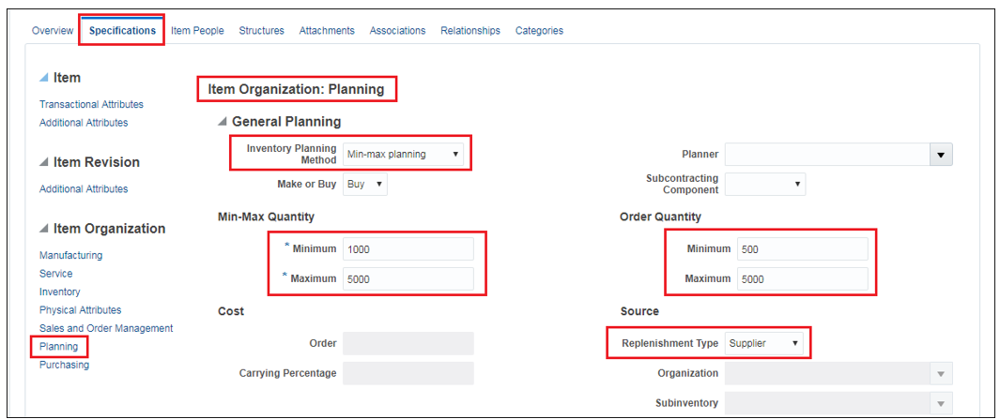 Overview Specifications Item People Structures Attachments Associations Relationships Categories
Item
Transactional Attributes
Additional Attributes
Item Revision
Additional Attributes
Item Organization
Manufacturing
Service
Inventory
Physical Attributes
Sales and Order Management
Planning
Purchasing
Item Organization: Planning
General Planning
Inventory Planning
Method
Min-max planning
Make or Buy Buy
Planner
Subcontracting
Component
Min-Max Quantity
* Minimum 1000
* Maximum 5000
Order Quantity
Minimum 500
Maximum 5000
Cost
Order
Carrying Percentage
Source
Replenishment Type Supplier
Organization
Subinventory